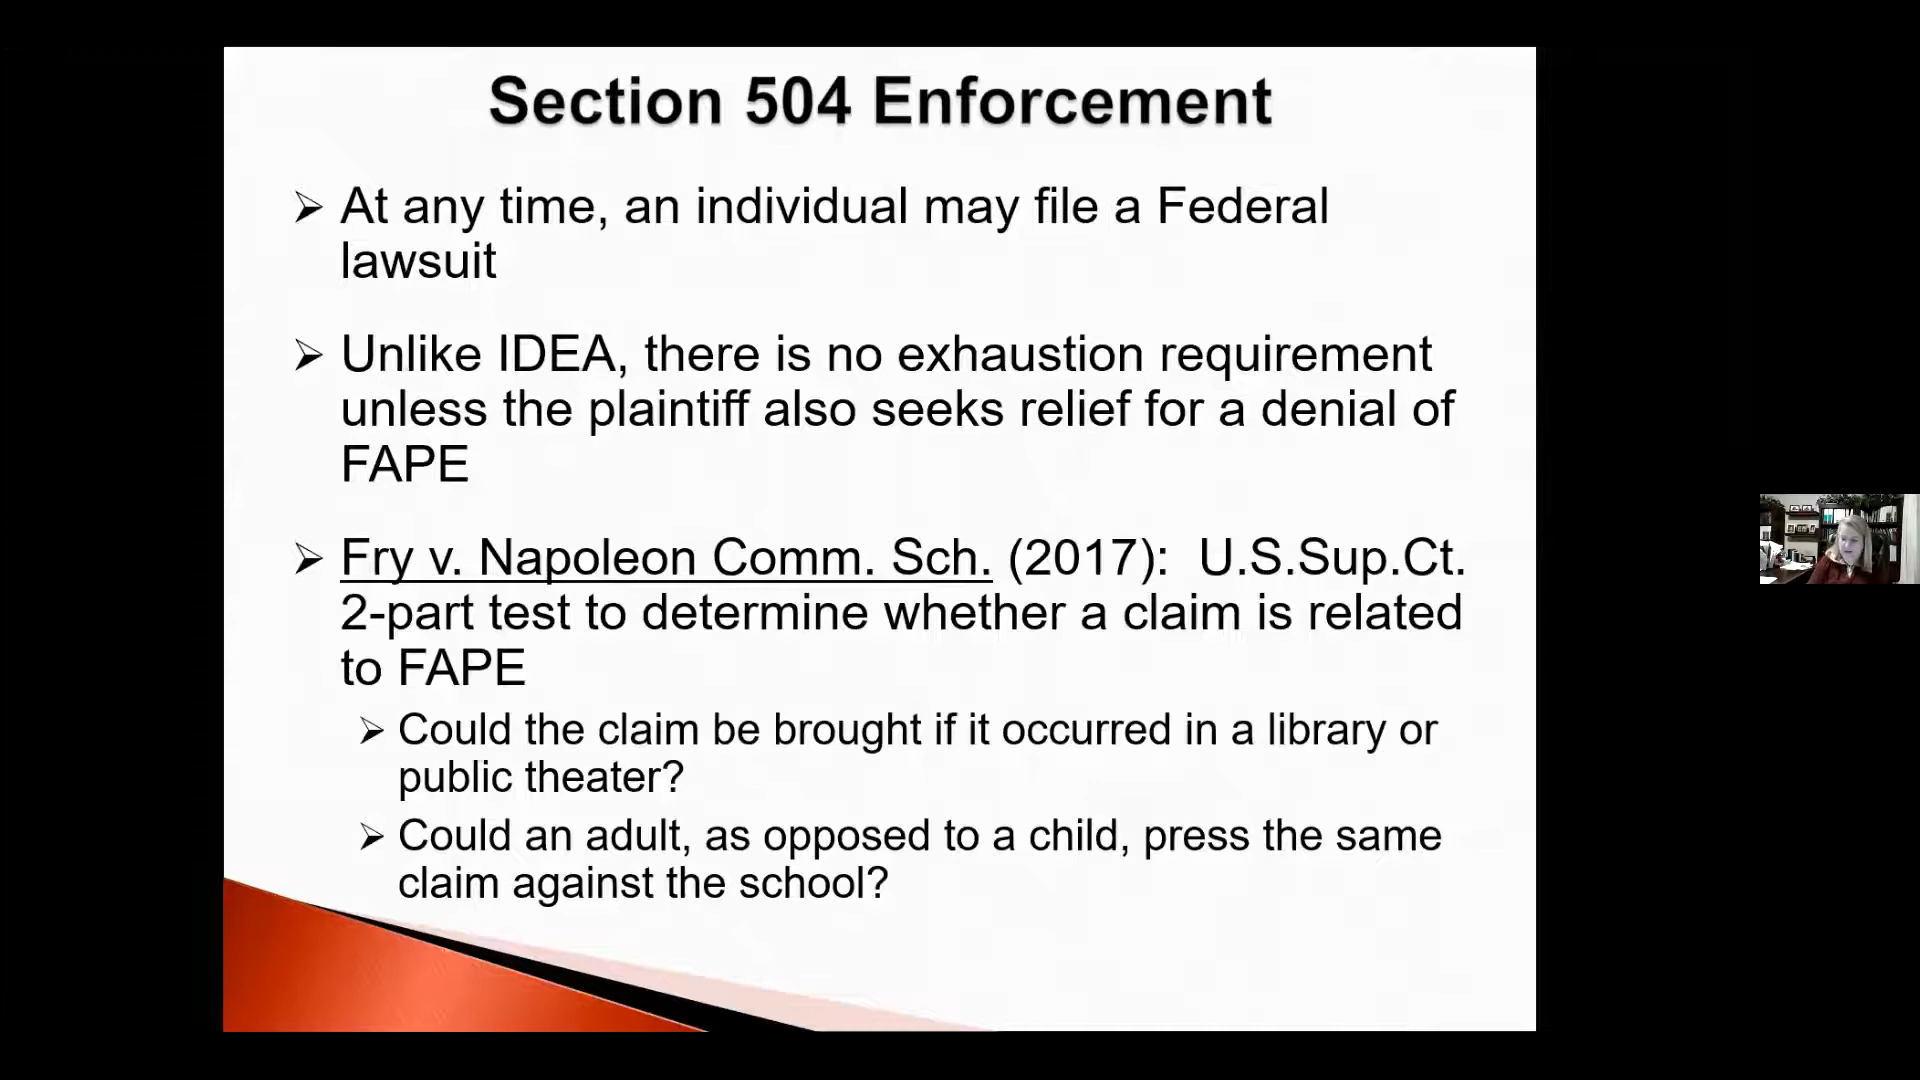 Section 504 Enforcement
➢ At any time, an individual may file a Federal
lawsuit
➢ Unlike IDEA, there is no exhaustion requirement
unless the plaintiff also seeks relief for a denial of
FAPE
➢ Fry v. Napoleon Comm. Sch. (2017):  U.S.Sup.Ct.
2-part test to determine whether a claim is related
to FAPE
➢ Could the claim be brought if it occurred in a library or
public theater?
➢ Could an adult, as opposed to a child, press the same
claim against the school?